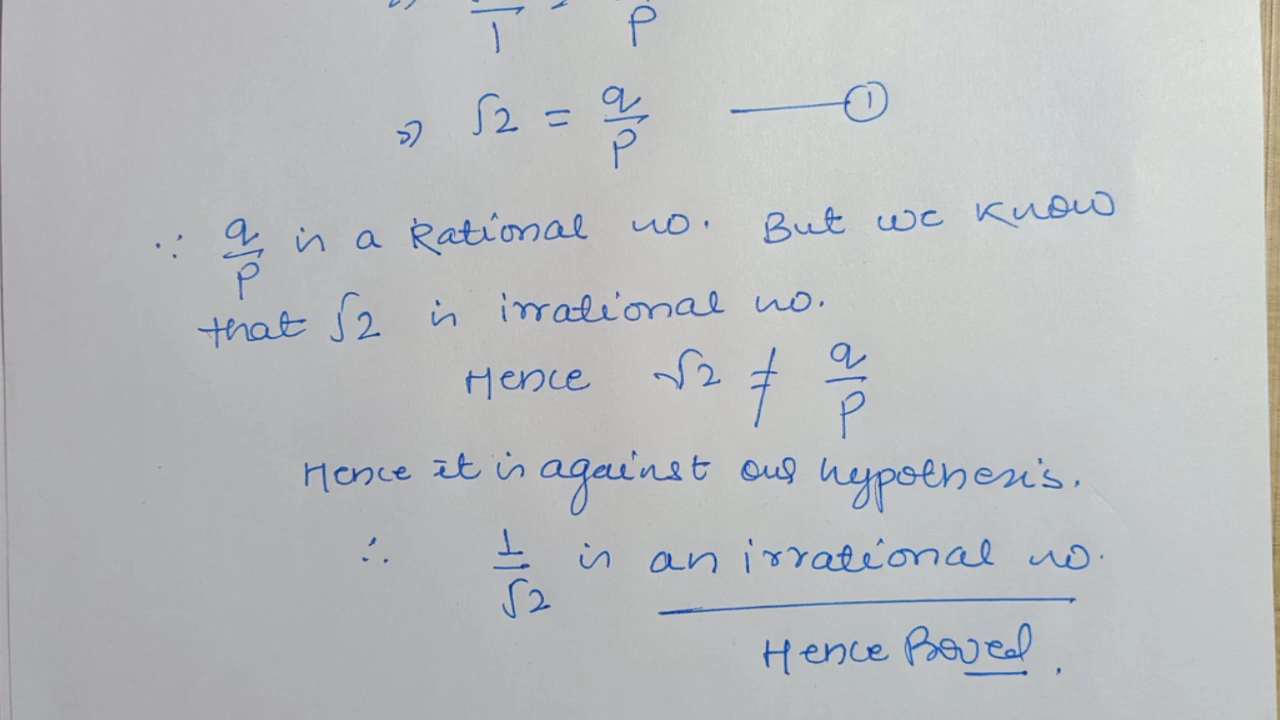 1 p
⇒ √2 = q/p ——— ①
∵ q/p is a Rational no. But we know
that √2 is irrational no.
Hence √2 ≠ q/p
Hence it is against our hypothesis.
∴ 1/√2 is an irrational no.
Hence Proved.